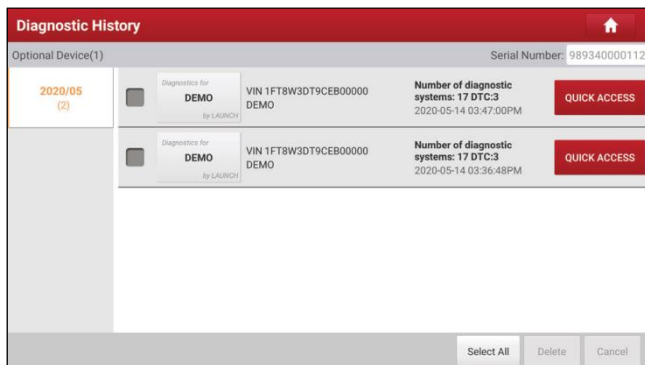 Diagnostic History
Optional Device(1)
Serial Number: 989340000112
2020/05
(2)
Diagnostics for
DEMO
by LAUNCH
VIN 1FT8W3DT9CEB00000
DEMO
Number of diagnostic
systems: 17 DTC:3
2020-05-14 03:47:00PM
QUICK ACCESS
Diagnostics for
DEMO
by LAUNCH
VIN 1FT8W3DT9CEB00000
DEMO
Number of diagnostic
systems: 17 DTC:3
2020-05-14 03:36:48PM
QUICK ACCESS
Select All
Delete
Cancel